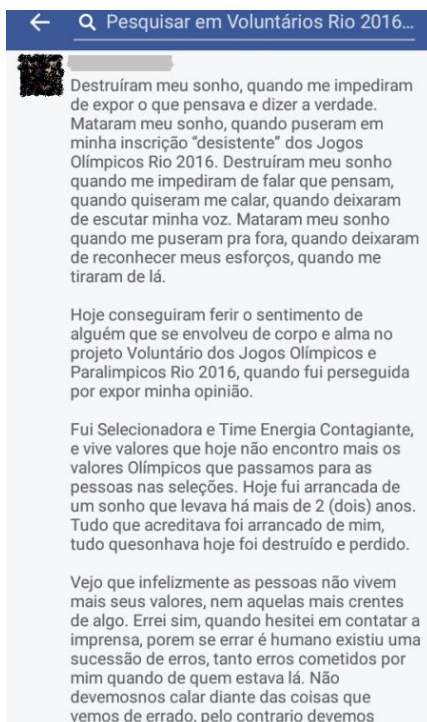 Pesquisar em Voluntários Rio 2016...
Destruíram meu sonho, quando me impediram
de expor o que pensava e dizer a verdade.
Mataram meu sonho, quando puseram em
minha inscrição “desistente” dos Jogos
Olímpicos Rio 2016. Destruíram meu sonho
quando me impediram de falar que pensam,
quando quiseram me calar, quando deixaram
de escutar minha voz. Mataram meu sonho
quando me puseram pra fora, quando deixaram
de reconhecer meus esforços, quando me
tiraram de lá.
Hoje conseguiram ferir o sentimento de
alguém que se envolveu de corpo e alma no
projeto Voluntário dos Jogos Olímpicos e
Paralimpicos Rio 2016, quando fui perseguida
por expor minha opinião.
Fui Selecionadora e Time Energia Contagiante,
e vive valores que hoje não encontro mais os
valores Olímpicos que passamos para as
pessoas nas seleções. Hoje fui arrancada de
um sonho que levava há mais de 2 (dois) anos.
Tudo que acreditava foi arrancado de mim,
tudo quesonhava hoje foi destruído e perdido.
Vejo que infelizmente as pessoas não vivem
mais seus valores, nem aquelas mais crentes
de algo. Errei sim, quando hesitei em contatar a
imprensa, porem se errar é humano existiu uma
sucessão de erros, tanto erros cometidos por
mim quando de quem estava lá. Não
devemosnos calar diante das coisas que
vemos de errado, pelo contrario devemos